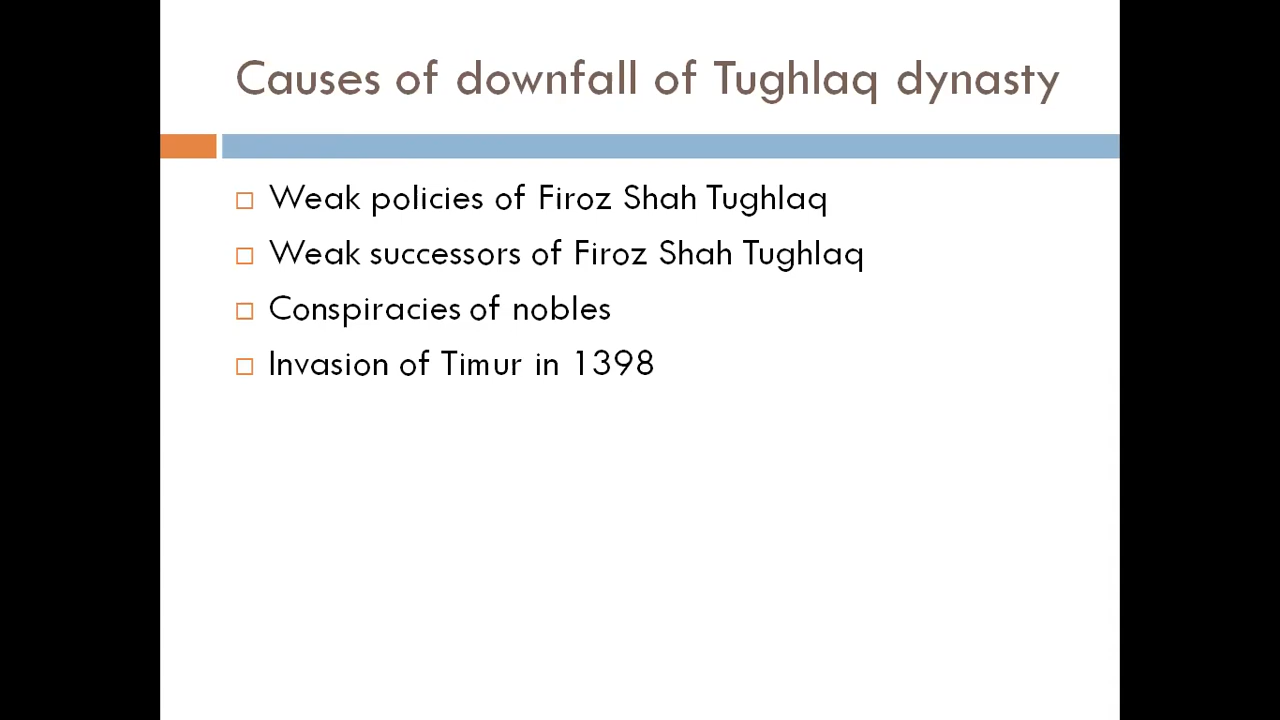 Causes of downfall of Tughlaq dynasty
Weak policies of Firoz Shah Tughlaq
Weak successors of Firoz Shah Tughlaq
Conspiracies of nobles
Invasion of Timur in 1398